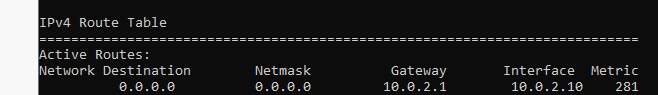 IPv4 Route Table
===========================================================================
Active Routes:
Network Destination        Netmask          Gateway       Interface  Metric
          0.0.0.0          0.0.0.0         10.0.2.1        10.0.2.10    281